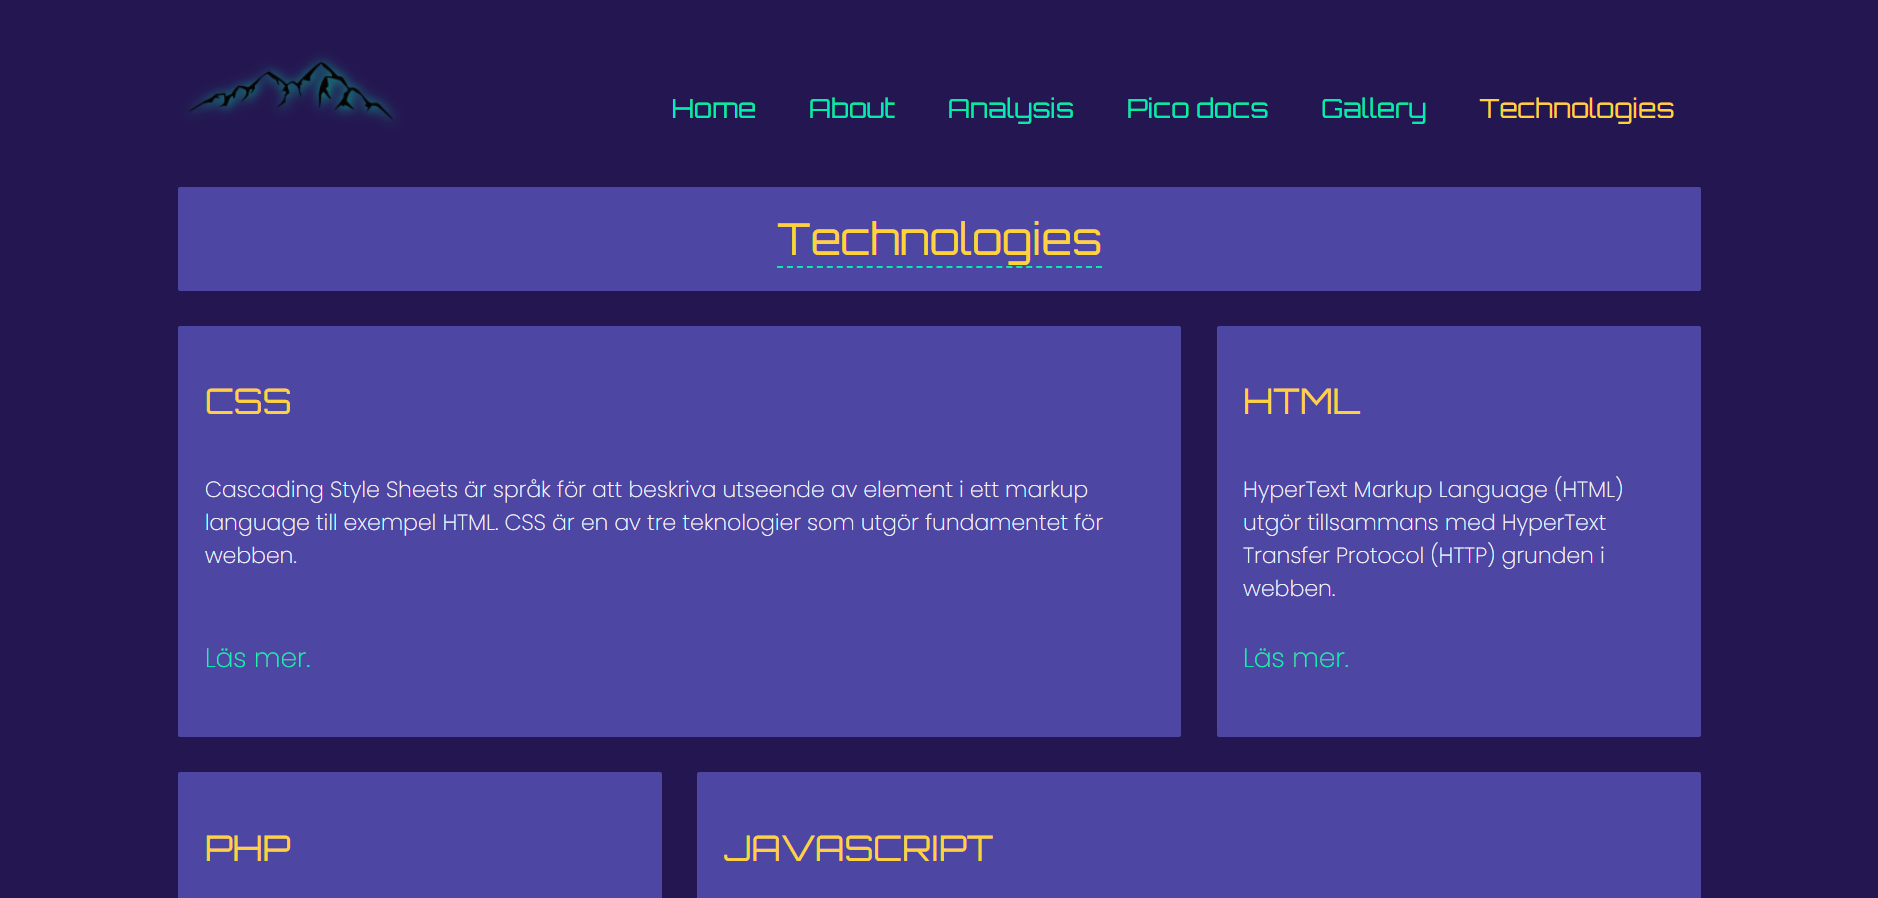 Home About Analysis Pico docs Gallery Technologies
Technologies
CSS
Cascading Style Sheets är språk för att beskriva utseende av element i ett markup
language till exempel HTML. CSS är en av tre teknologier som utgör fundamentet för
webben.
Läs mer.
HTML
HyperText Markup Language (HTML)
utgör tillsammans med HyperText
Transfer Protocol (HTTP) grunden i
webben.
Läs mer.
PHP
JAVASCRIPT